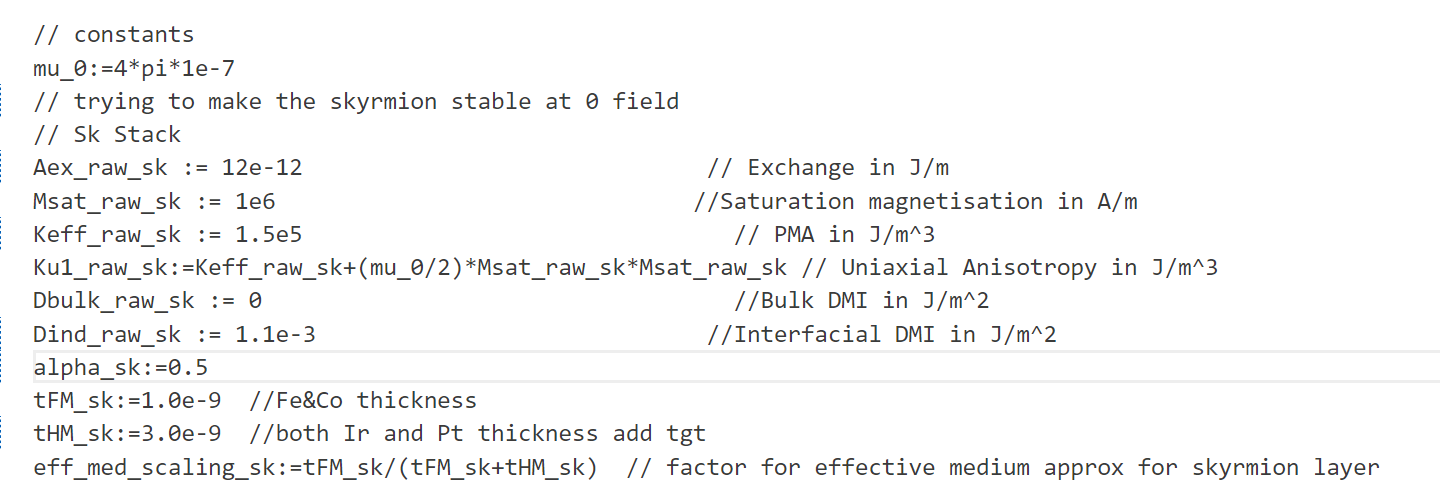 // constants
mu_0:=4*pi*1e-7
// trying to make the skyrmion stable at 0 field
// Sk Stack
Aex_raw_sk := 12e-12 // Exchange in J/m
Msat_raw_sk := 1e6 //Saturation magnetisation in A/m
Keff_raw_sk := 1.5e5 // PMA in J/m^3
Ku1_raw_sk:=Keff_raw_sk+(mu_0/2)*Msat_raw_sk*Msat_raw_sk // Uniaxial Anisotropy in J/m^3
Dbulk_raw_sk := 0 //Bulk DMI in J/m^2
Dind_raw_sk := 1.1e-3 //Interfacial DMI in J/m^2
alpha_sk:=0.5
tFM_sk:=1.0e-9 //Fe&Co thickness
tHM_sk:=3.0e-9 //both Ir and Pt thickness add tgt
eff_med_scaling_sk:=tFM_sk/(tFM_sk+tHM_sk) // factor for effective medium approx for skyrmion layer